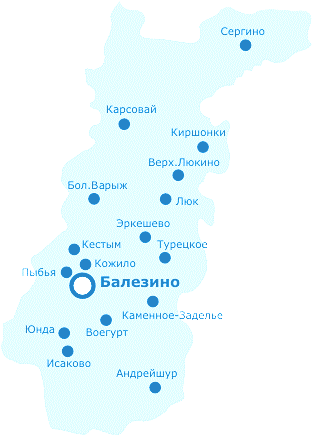 Сергино
Карсовай
Киршонки
Верх.Люкино
Бол.Варыж
Люк
Эркешево
Кестым
Турецкое
Кожило
Пыбья
Балезино
Каменное-Заделье
Юнда
Воегурт
Исаково
Андрейшур